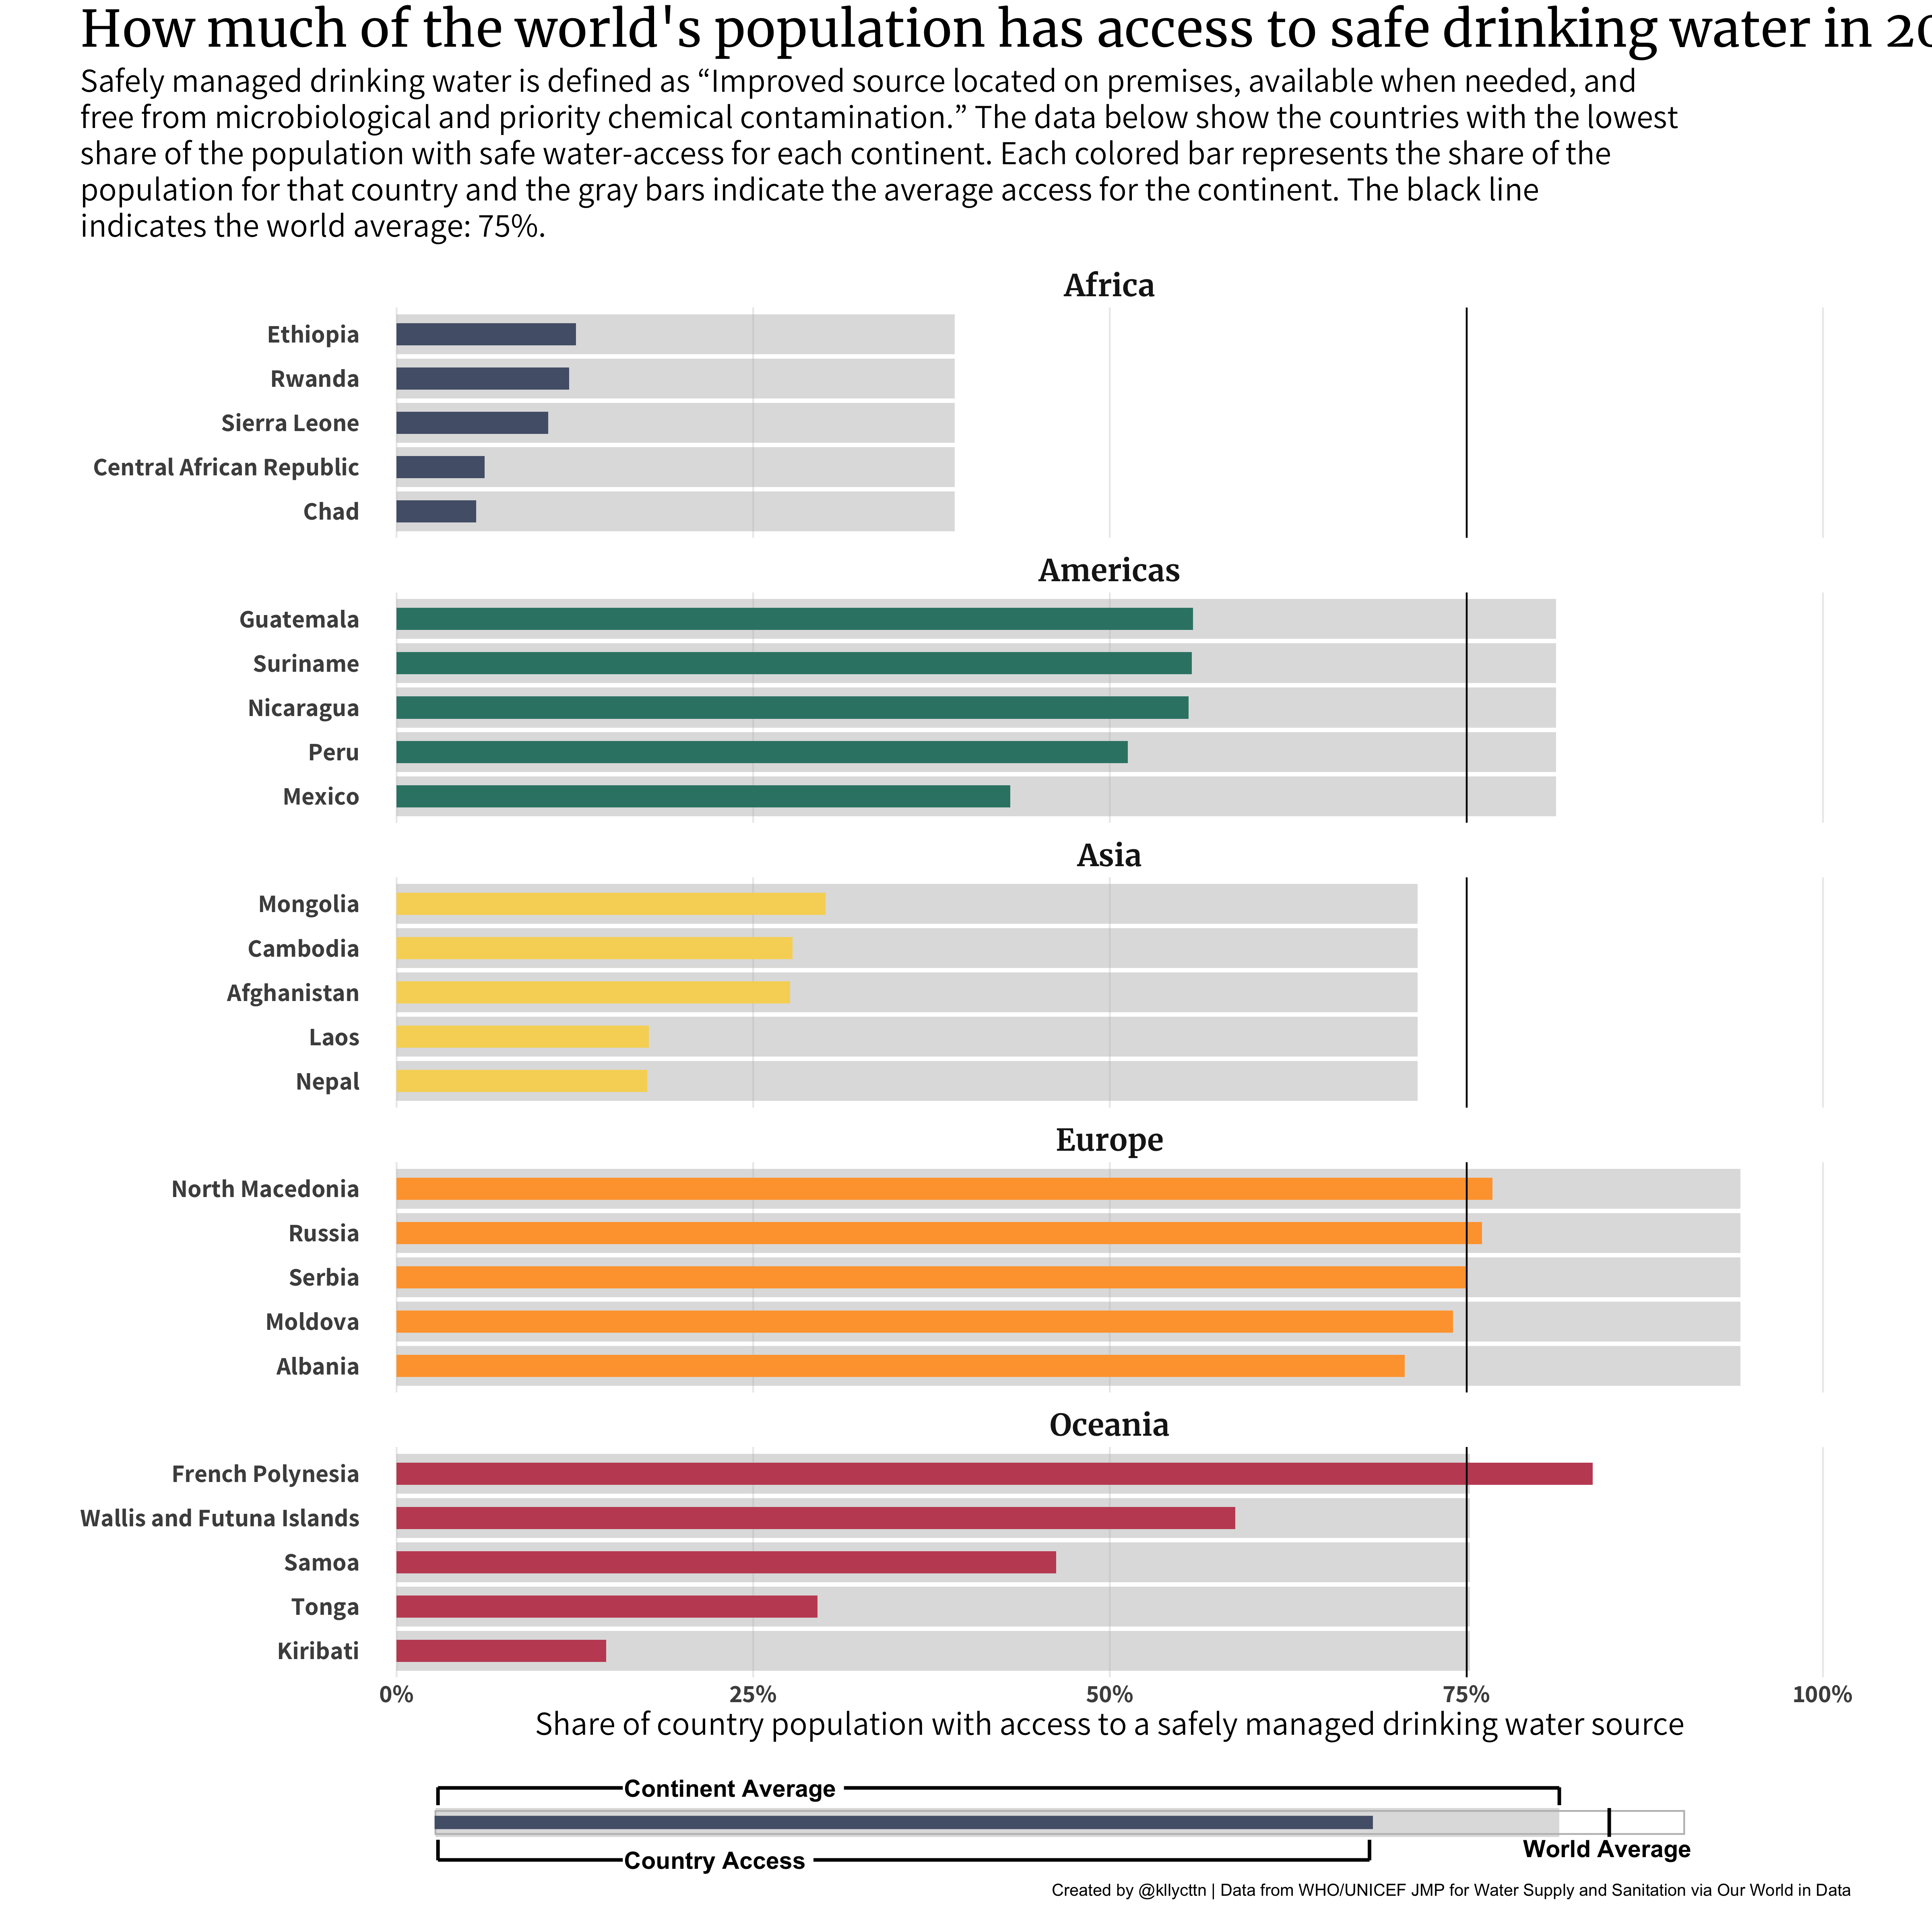 How much of the world's population has access to safe drinking water in 20
Safely managed drinking water is defined as “Improved source located on premises, available when needed, and
free from microbiological and priority chemical contamination.” The data below show the countries with the lowest
share of the population with safe water-access for each continent. Each colored bar represents the share of the
population for that country and the gray bars indicate the average access for the continent. The black line
indicates the world average: 75%.
Africa
Ethiopia
Rwanda
Sierra Leone
Central African Republic
Chad
Americas
Guatemala
Suriname
Nicaragua
Peru
Mexico
Asia
Mongolia
Cambodia
Afghanistan
Laos
Nepal
Europe
North Macedonia
Russia
Serbia
Moldova
Albania
Oceania
French Polynesia
Wallis and Futuna Islands
Samoa
Tonga
Kiribati
0% 25% 50% 75% 100%
Share of country population with access to a safely managed drinking water source
Continent Average
World Average
Country Access
Created by @kllycttn | Data from WHO/UNICEF JMP for Water Supply and Sanitation via Our World in Data